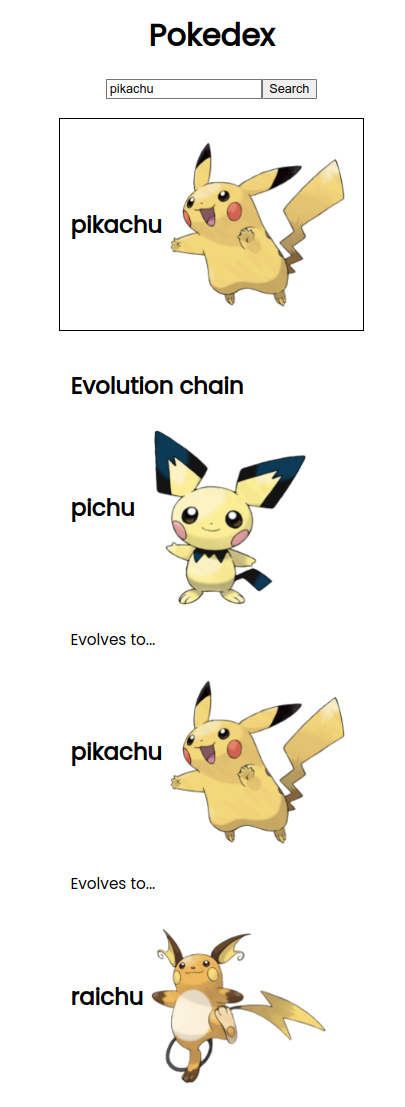 Pokedex
pikachu
Search
pikachu
Evolution chain
pichu
Evolves to...
pikachu
Evolves to...
raichu